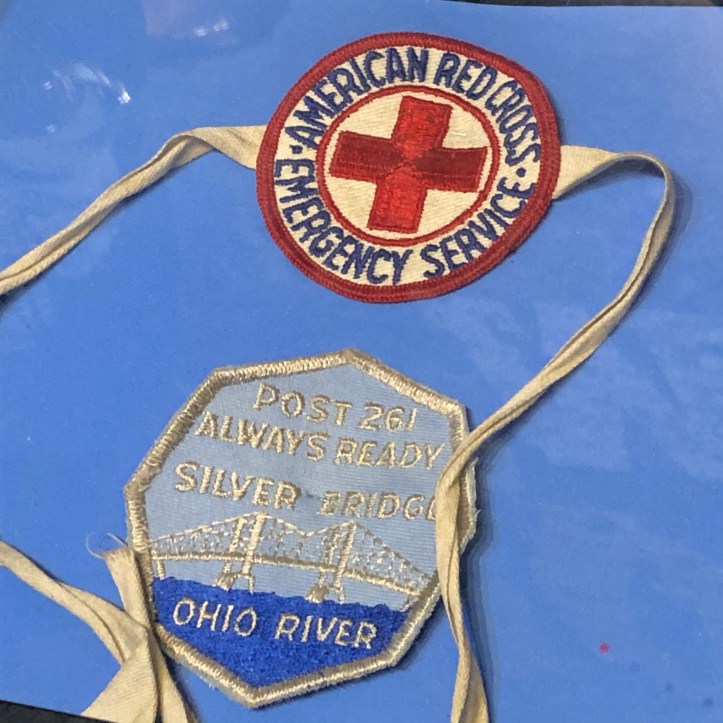 · AMERICAN RED CROSS ·
EMERGENCY SERVICE
POST 261
ALWAYS READY
SILVER BRIDGE
OHIO RIVER